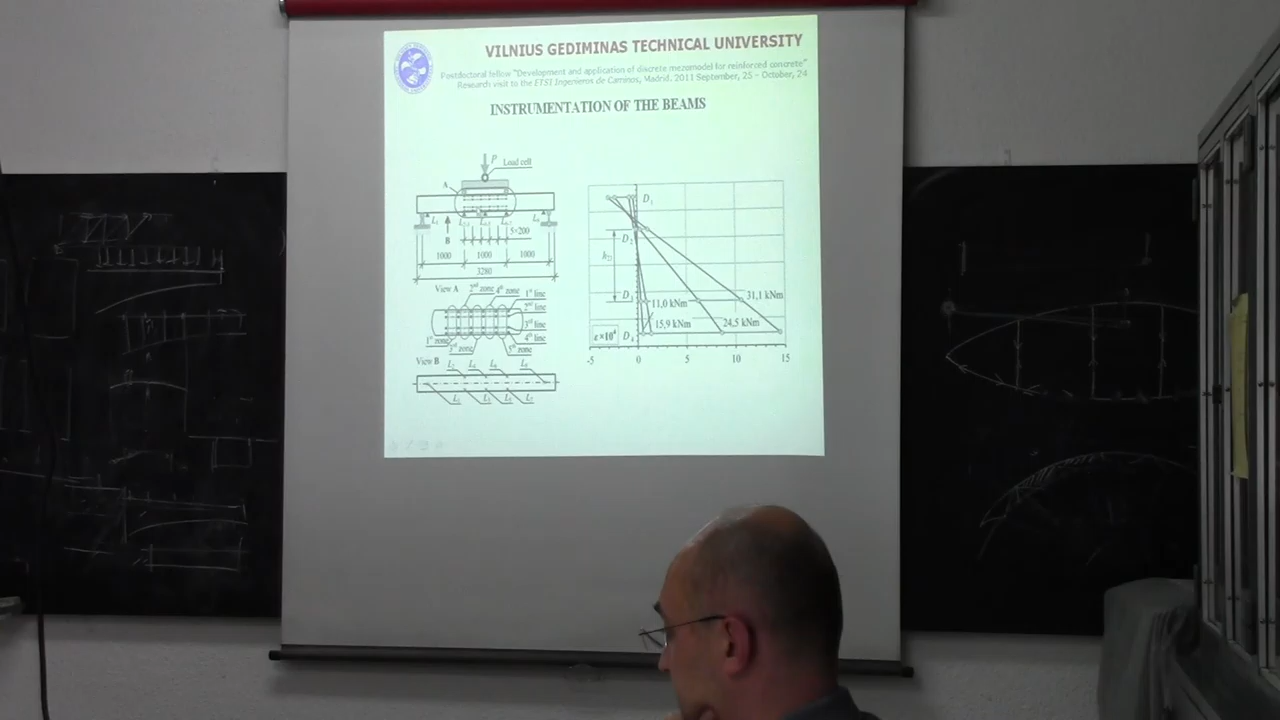 VILNIUS GEDIMINAS TECHNICAL UNIVERSITY
Postdoctoral fellow "Development and application of discrete mezomodel for reinforced concrete"
Research visit to the ETSI Ingenieros de Caminos, Madrid. 2011 September, 25 - October, 24
INSTRUMENTATION OF THE BEAMS
P
Load cell
A
L1
B
5×200
1000 1000 1000
3280
View A
2nd zone
4th zone
1st line
2nd line
3rd line
4th line
1st zone
3rd zone
5th zone
View B
D1
D2
h23
D3
11,0 kNm
31,1 kNm
15,9 kNm
24,5 kNm
ε×10⁴
D4
-5 0 5 10 15